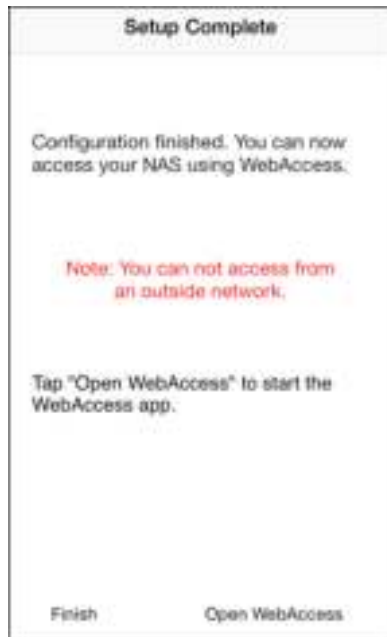 Setup Complete
Configuration finished. You can now
access your NAS using WebAccess.
Note: You can not access from
an outside network.
Tap "Open WebAccess" to start the
WebAccess app.
Finish
Open WebAccess